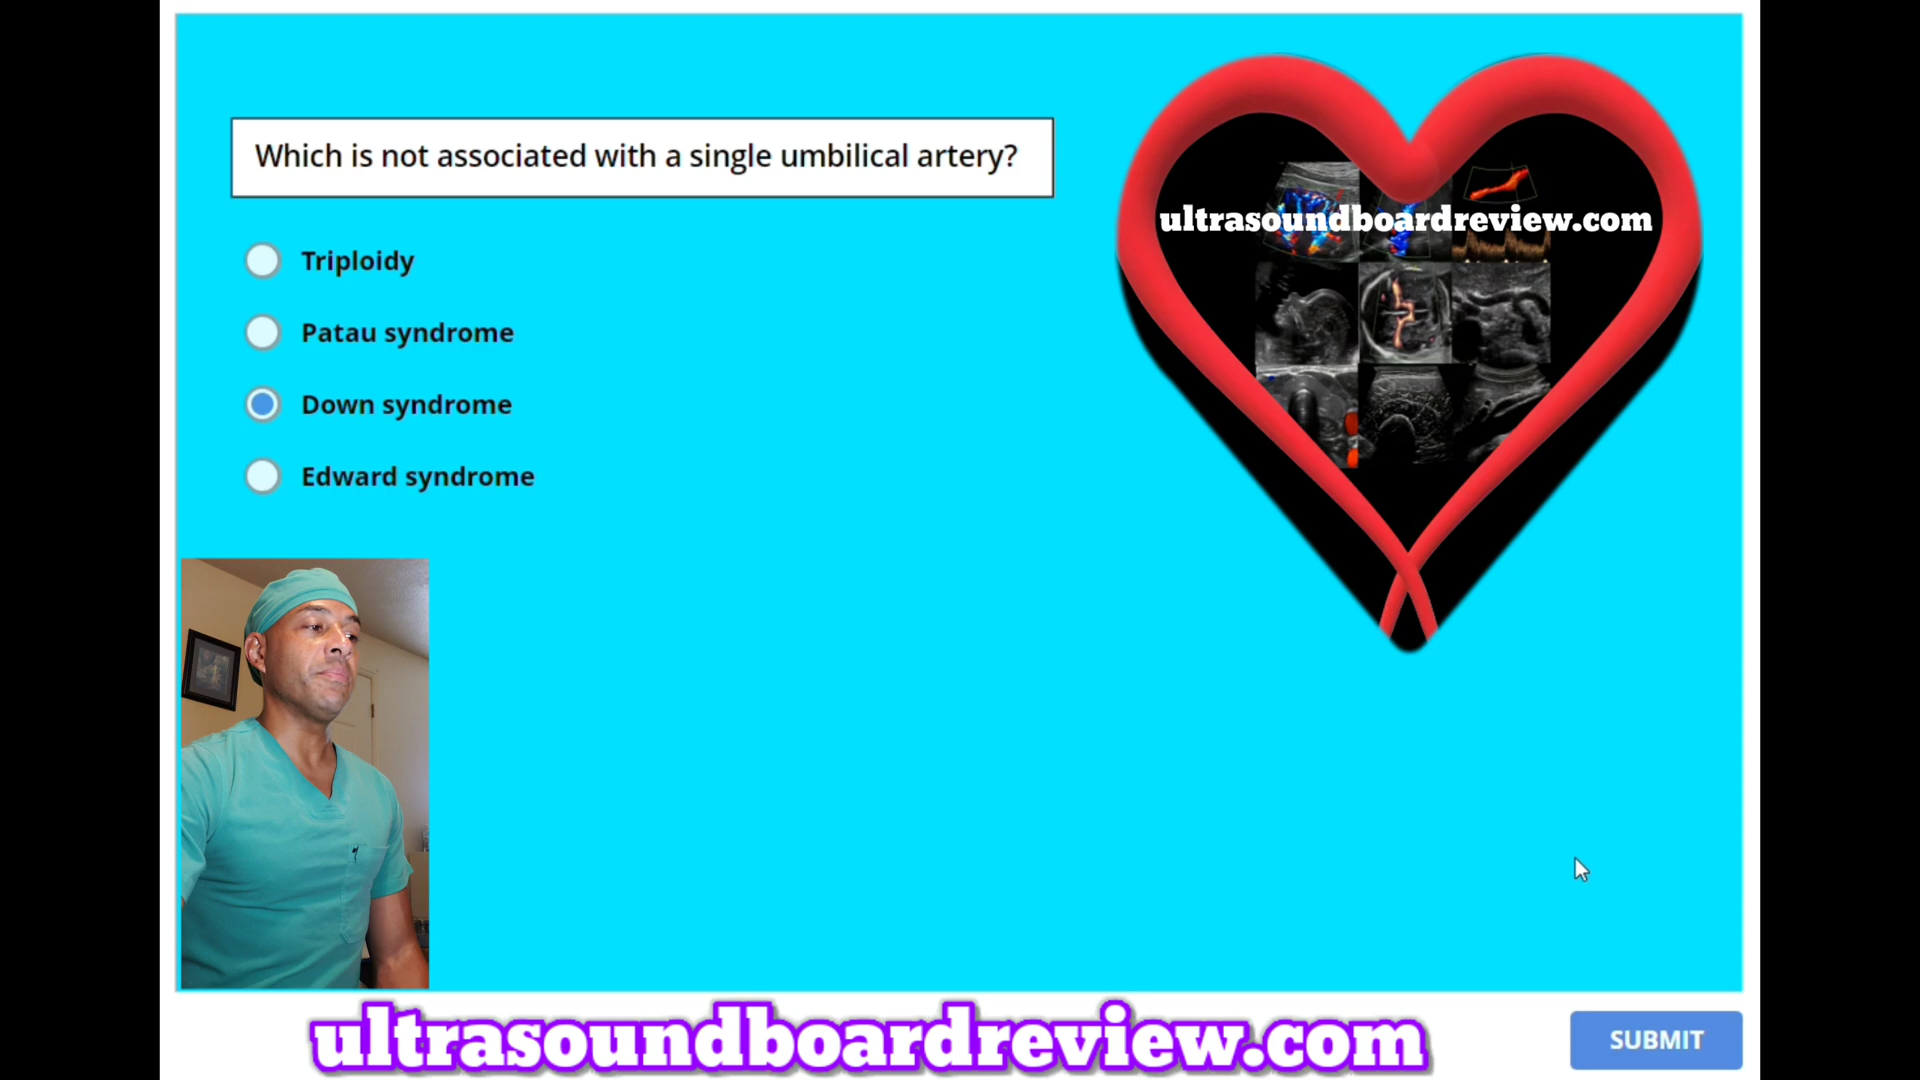 Which is not associated with a single umbilical artery?
Triploidy
Patau syndrome
Down syndrome
Edward syndrome
ultrasoundboardreview.com
ultrasoundboardreview.com
SUBMIT